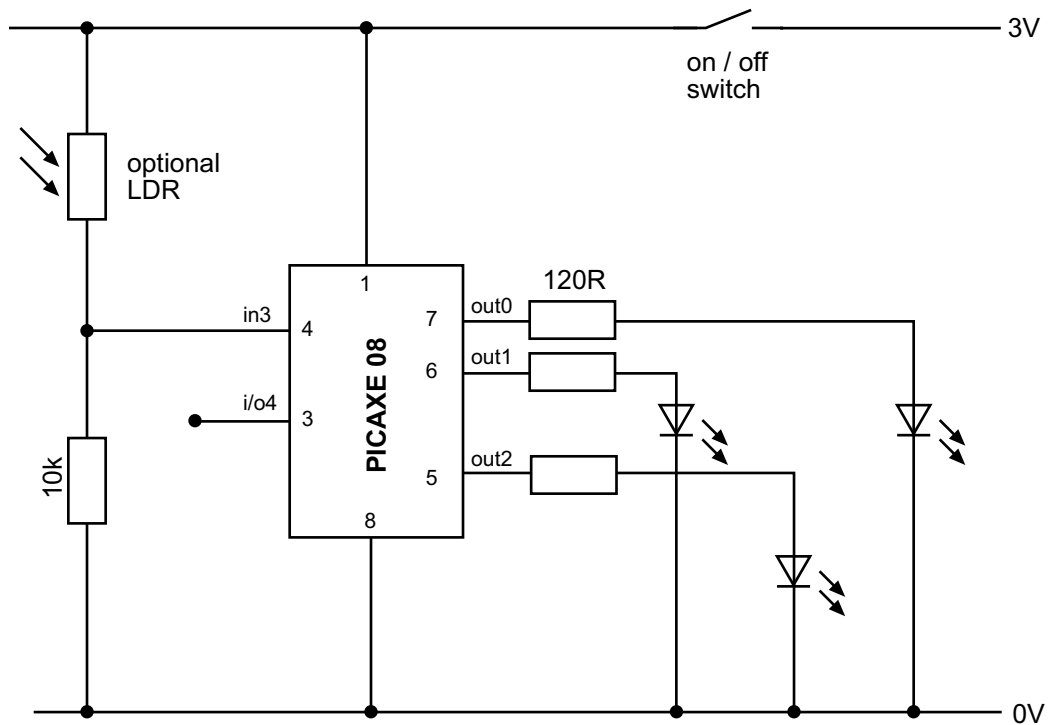 3V
on / off
switch
optional
LDR
1
120R
in3
4
7
out0
out1
6
i/o4
3
PICAXE 08
10k
5
out2
8
0V